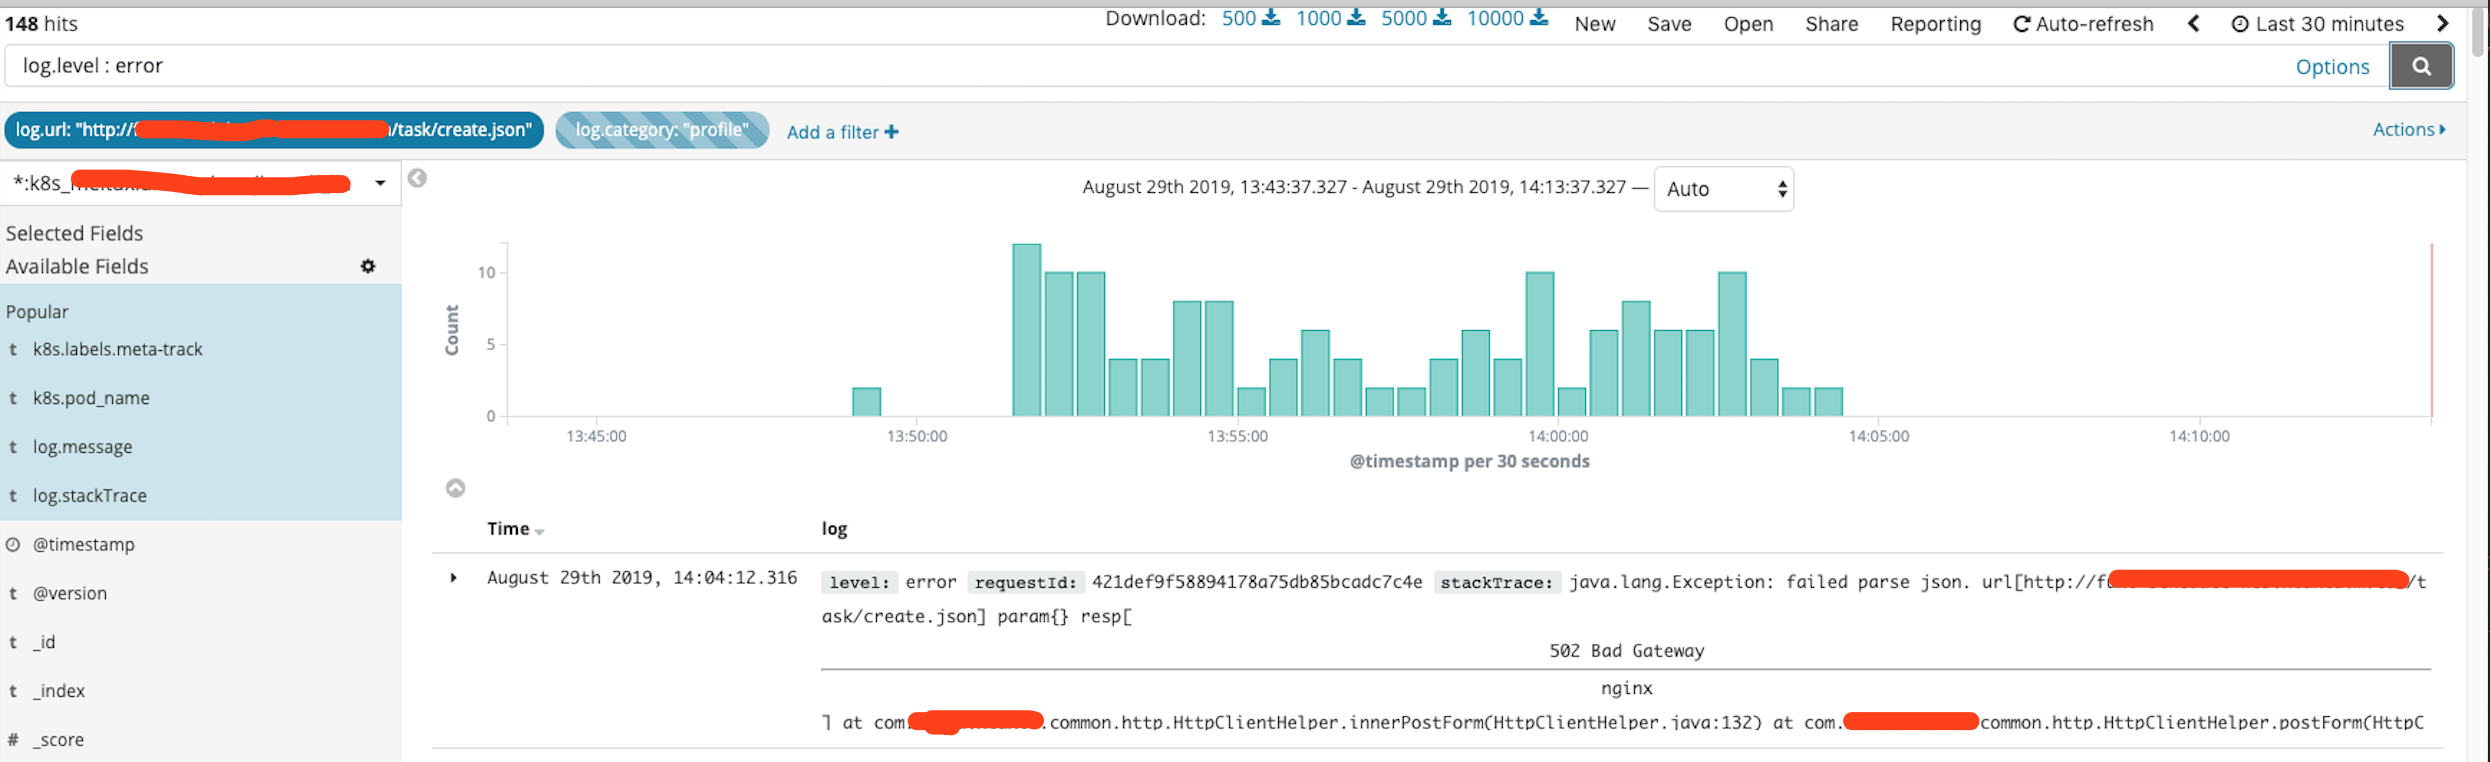 148 hits
Download: 500 1000 5000 10000 New Save Open Share Reporting Auto-refresh Last 30 minutes
log.level : error
Options
log.url: "http:// /task/create.json" log.category: "profile" Add a filter
Actions
*:k8s_
August 29th 2019, 13:43:37.327 - August 29th 2019, 14:13:37.327 — Auto
Selected Fields
Available Fields
Popular
t k8s.labels.meta-track
t k8s.pod_name
t log.message
t log.stackTrace
@timestamp
t @version
t _id
t _index
# _score
Count
10
5
0
13:45:00 13:50:00 13:55:00 14:00:00 14:05:00 14:10:00
@timestamp per 30 seconds
Time log
August 29th 2019, 14:04:12.316 level: error requestId: 421def9f58894178a75db85bcadc7c4e stackTrace: java.lang.Exception: failed parse json. url[http://f /t
ask/create.json] param{} resp[
502 Bad Gateway
nginx
] at com. .common.http.HttpClientHelper.innerPostForm(HttpClientHelper.java:132) at com. common.http.HttpClientHelper.postForm(HttpC